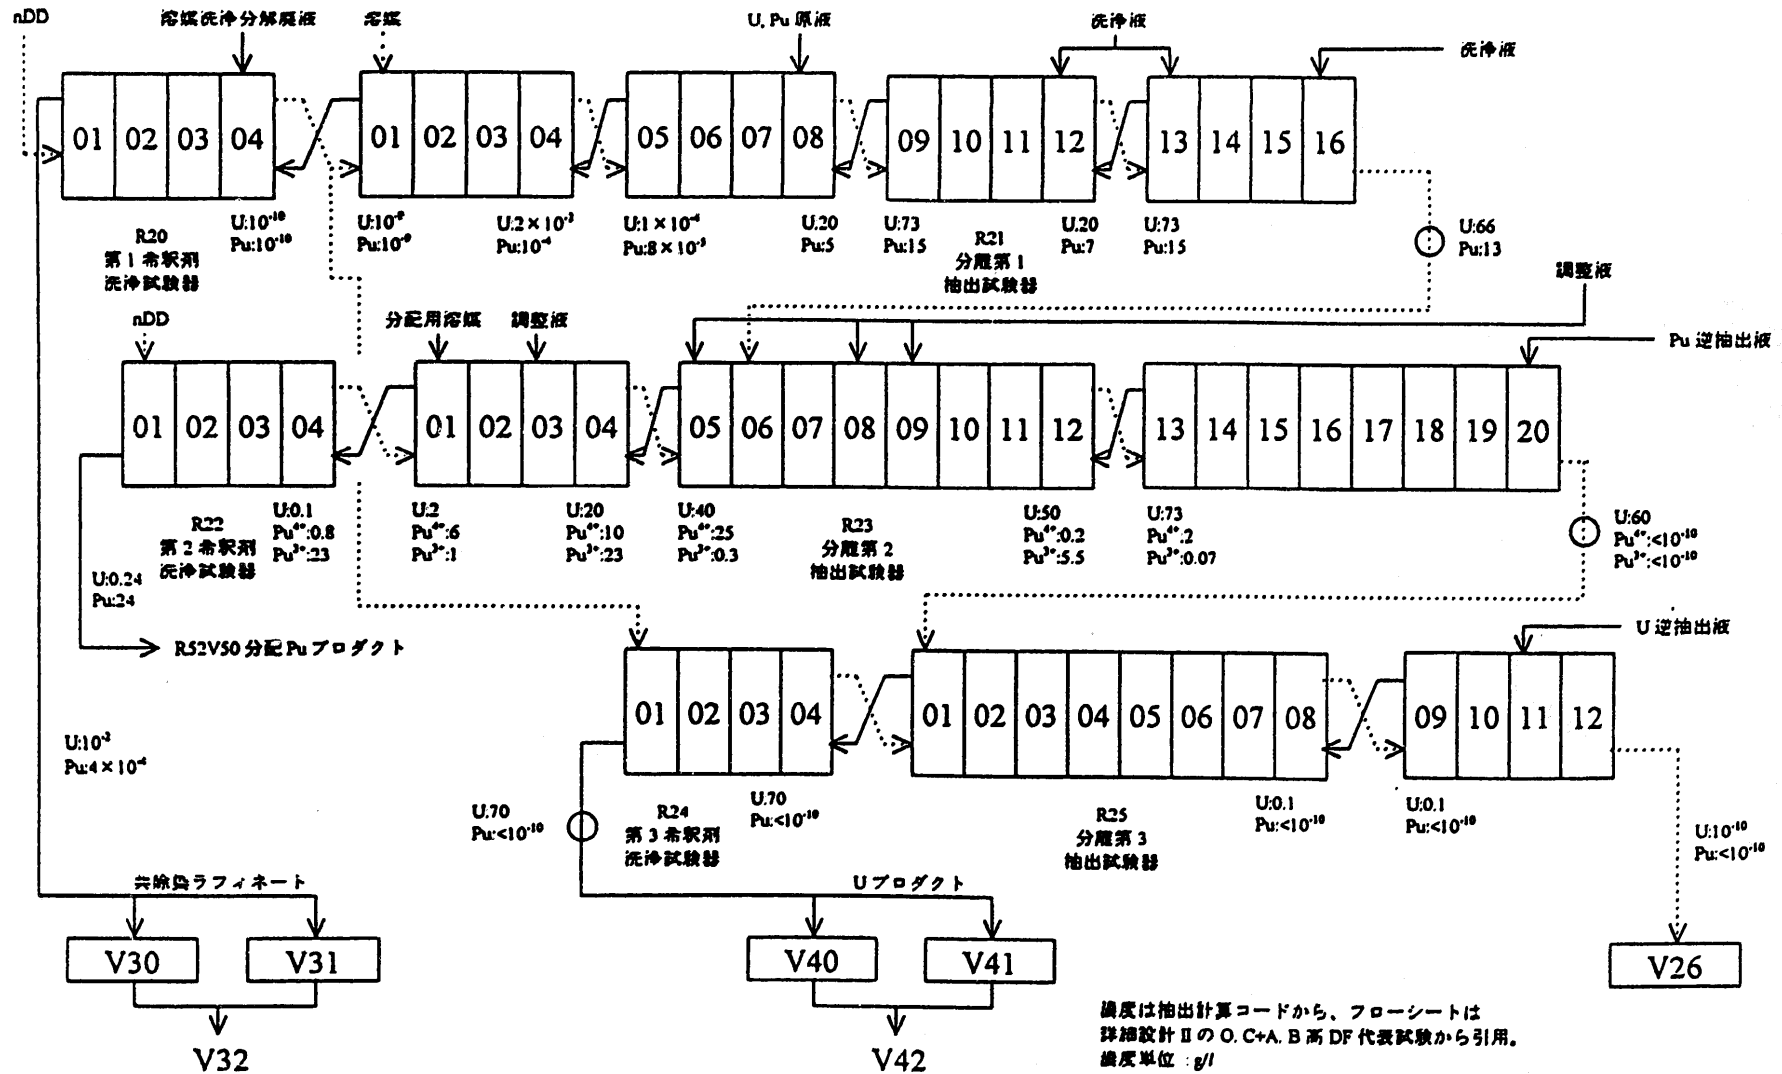 nDD
溶媒洗浄分解廃液
溶媒
U, Pu 原液
洗浄液
洗浄液
01 02 03 04
01 02 03 04
05 06 07 08
09 10 11 12
13 14 15 16
U:10⁻¹⁰
Pu:10⁻¹⁰
R20
第1希釈剤
洗浄試験器
U:10⁻⁹
Pu:10⁻⁹
U:2×10⁻³
Pu:10⁻⁴
U:1×10⁻⁴
Pu:8×10⁻⁵
U:20
Pu:5
U:73
Pu:15
R21
分離第1
抽出試験器
U:20
Pu:7
U:73
Pu:15
U:66
Pu:13
調整液
nDD
分配用溶媒
調整液
Pu 逆抽出液
01 02 03 04
01 02 03 04
05 06 07 08 09 10 11 12
13 14 15 16 17 18 19 20
R22
第2希釈剤
洗浄試験器
U:0.1
Pu⁴⁺:0.8
Pu³⁺:23
U:2
Pu⁴⁺:6
Pu³⁺:1
U:20
Pu⁴⁺:10
Pu³⁺:23
U:40
Pu⁴⁺:25
Pu³⁺:0.3
R23
分離第2
抽出試験器
U:50
Pu⁴⁺:0.2
Pu³⁺:5.5
U:73
Pu⁴⁺:2
Pu³⁺:0.07
U:60
Pu⁴⁺:<10⁻¹⁰
Pu³⁺:<10⁻¹⁰
U:0.24
Pu:24
R52V50 分配 Pu プロダクト
U 逆抽出液
01 02 03 04
01 02 03 04 05 06 07 08
09 10 11 12
U:10⁻²
Pu:4×10⁻⁴
U:70
Pu:<10⁻¹⁰
R24
第3希釈剤
洗浄試験器
U:70
Pu:<10⁻¹⁰
R25
分離第3
抽出試験器
U:0.1
Pu:<10⁻¹⁰
U:0.1
Pu:<10⁻¹⁰
U:10⁻¹⁰
Pu:<10⁻¹⁰
共除染ラフィネート
U プロダクト
V30
V31
V40
V41
V26
V32
V42
濃度は抽出計算コードから、フローシートは
詳細設計 II の O. C+A. B 高 DF 代表試験から引用。
濃度単位 : g/l